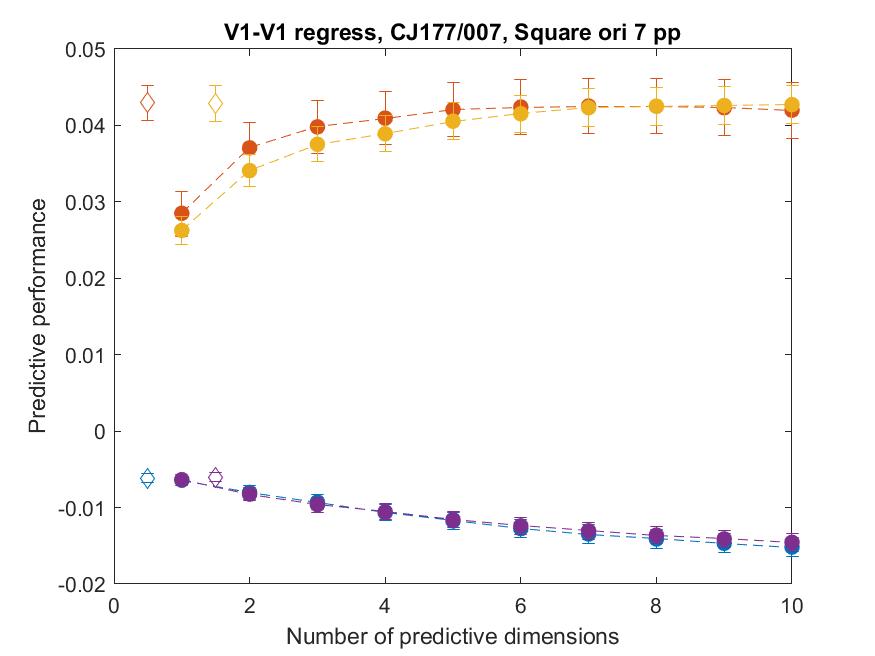 V1-V1 regress, CJ177/007, Square ori 7 pp
0.05
0.04
0.03
0.02
0.01
0
-0.01
-0.02
Predictive performance
0 2 4 6 8 10
Number of predictive dimensions